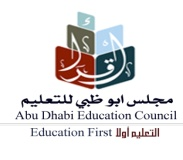 اقرأ
مجلس ابو ظبي للتعليم
Abu Dhabi Education Council
Education First التعليم أولا